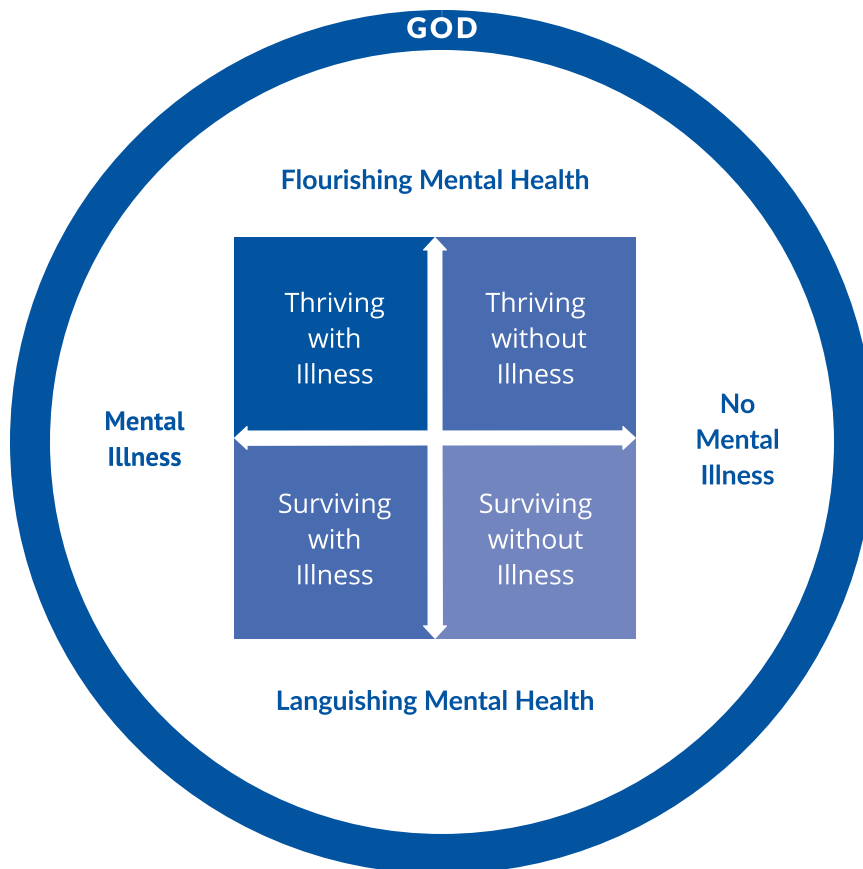 GOD
Flourishing Mental Health
Thriving
with
Illness
Thriving
without
Illness
Mental
Illness
No
Mental
Illness
Surviving
with
Illness
Surviving
without
Illness
Languishing Mental Health